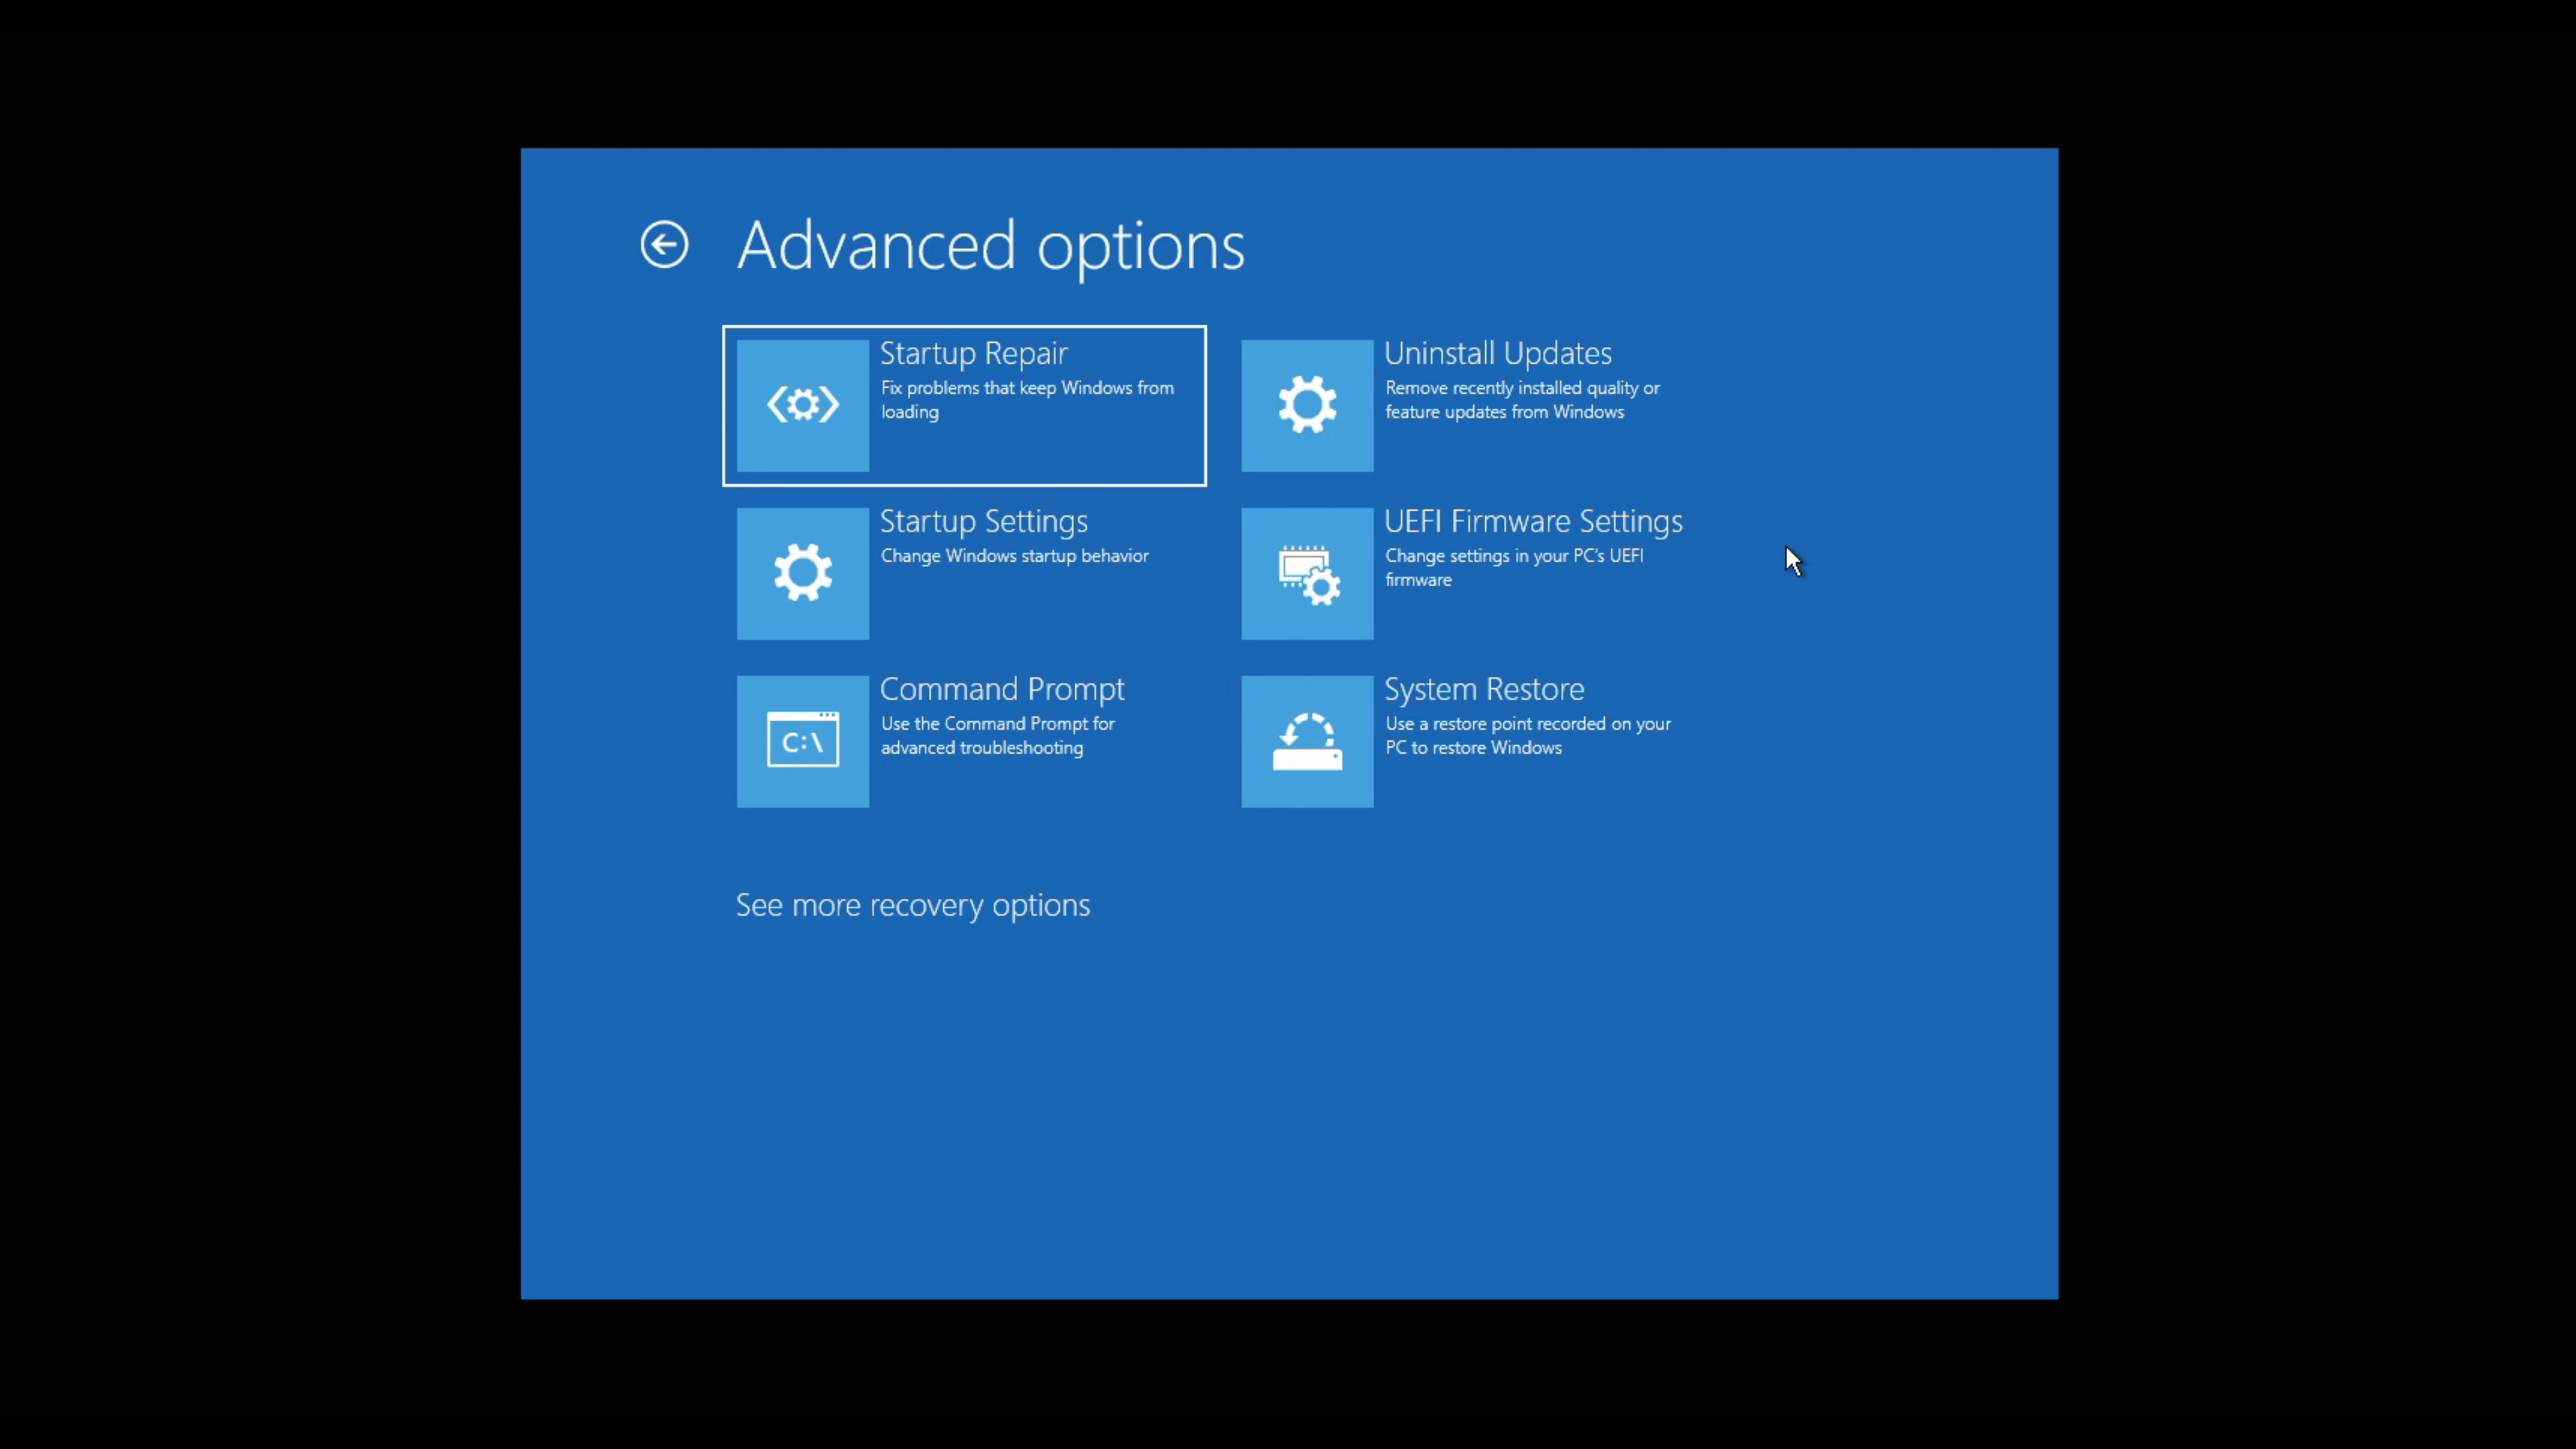 Advanced options
Startup Repair
Fix problems that keep Windows from
loading
Uninstall Updates
Remove recently installed quality or
feature updates from Windows
Startup Settings
Change Windows startup behavior
UEFI Firmware Settings
Change settings in your PC's UEFI
firmware
Command Prompt
Use the Command Prompt for
advanced troubleshooting
C:\
System Restore
Use a restore point recorded on your
PC to restore Windows
See more recovery options